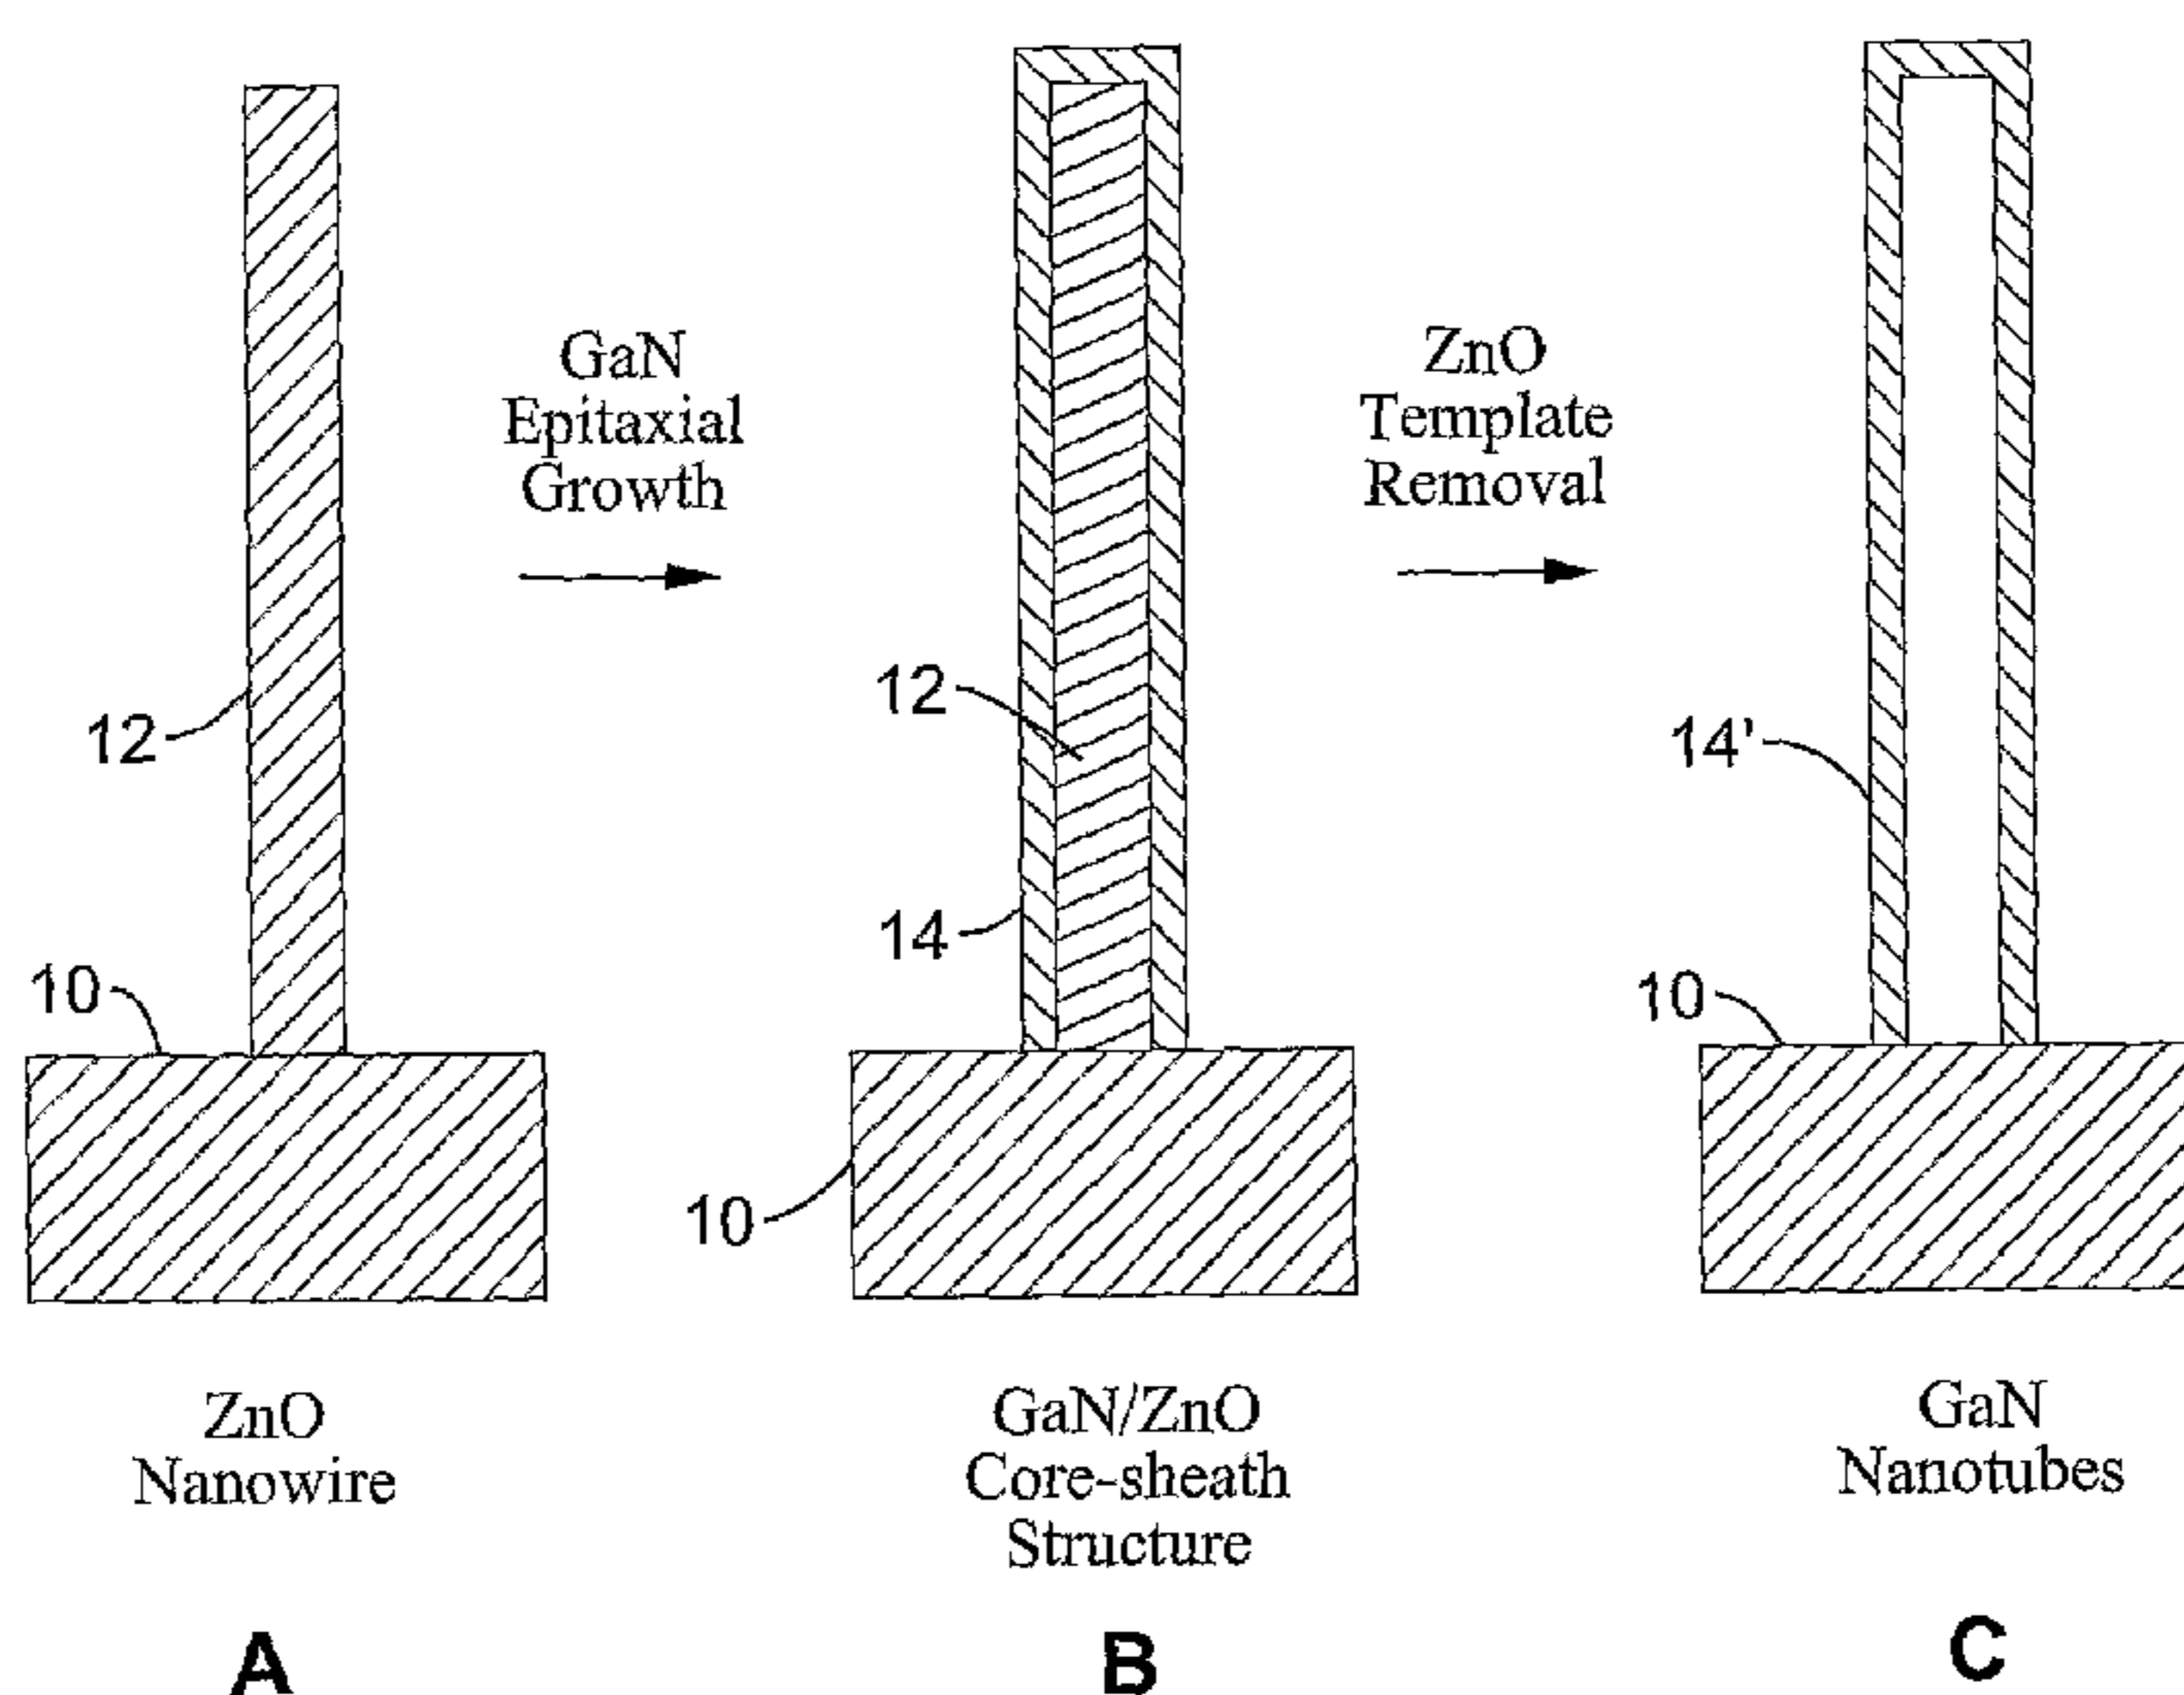 GaN
Epitaxial
Growth
ZnO
Template
Removal
12
10
12
14
10
14'
10
ZnO
Nanowire
GaN/ZnO
Core-sheath
Structure
GaN
Nanotubes
A
B
C